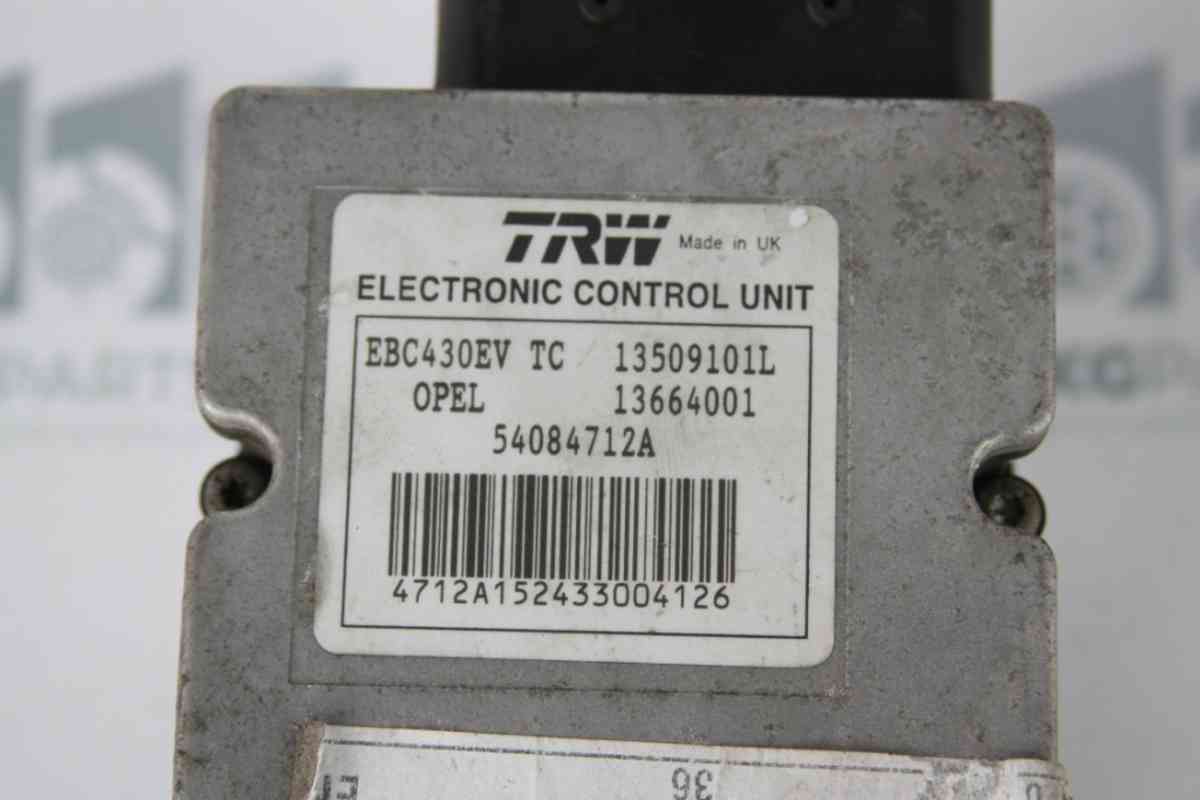 TRW Made in UK
ELECTRONIC CONTROL UNIT
EBC430EV TC 13509101L
OPEL 13664001
54084712A
4712A152433004126
36